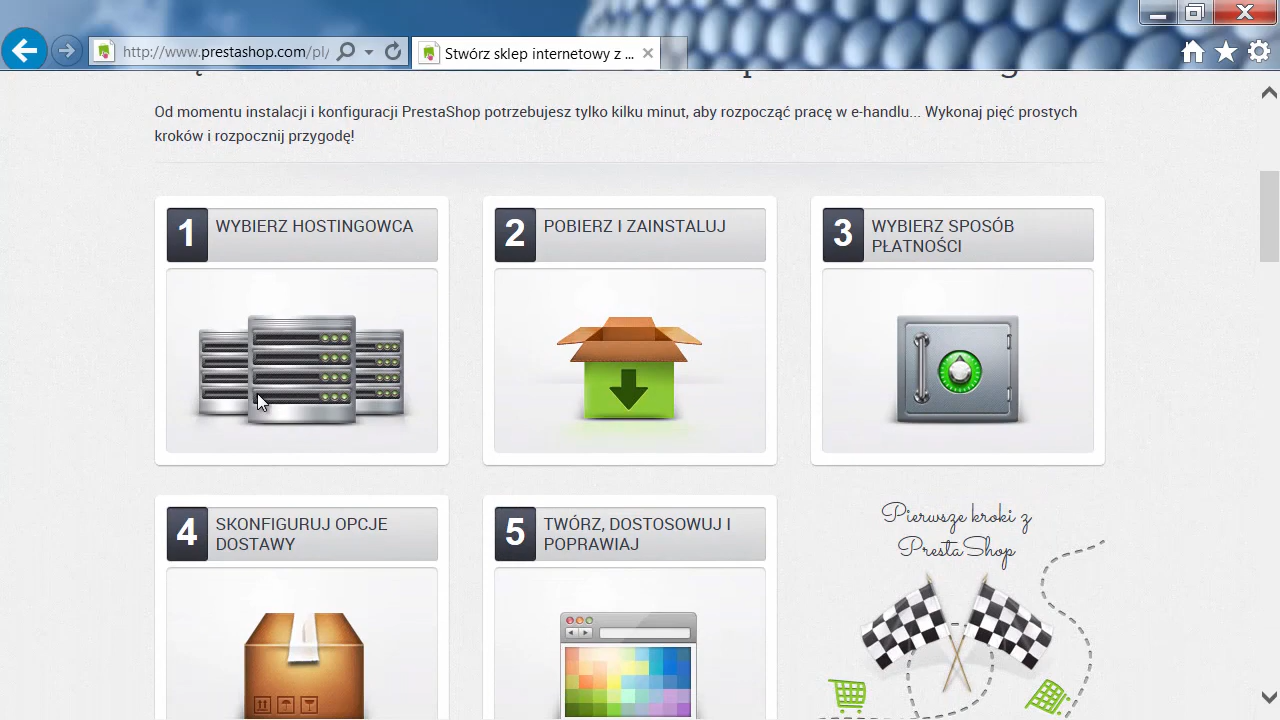 http://www.prestashop.com/pl/
Stwórz sklep internetowy z ...
Od momentu instalacji i konfiguracji PrestaShop potrzebujesz tylko kilku minut, aby rozpocząć pracę w e-handlu... Wykonaj pięć prostych
kroków i rozpocznij przygodę!
1 WYBIERZ HOSTINGOWCA
2 POBIERZ I ZAINSTALUJ
3 WYBIERZ SPOSÓB
PŁATNOŚCI
4 SKONFIGURUJ OPCJE
DOSTAWY
5 TWÓRZ, DOSTOSOWUJ I
POPRAWIAJ
Pierwsze kroki z
PrestaShop